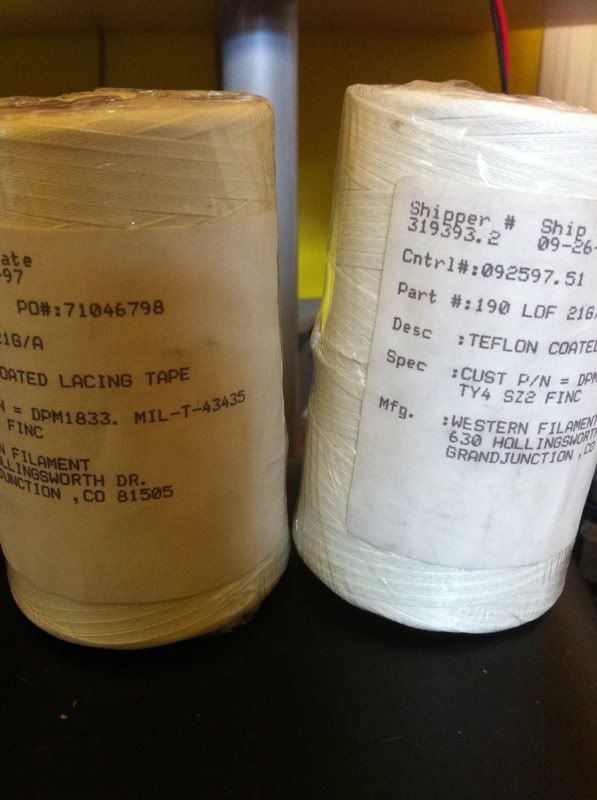 ate
-97
PO#:71046798
21G/A
OATED LACING TAPE
N = DPM1833. MIL-T-43435
FINC
N FILAMENT
OLLINGSWORTH DR.
JUNCTION ,CO 81505
Shipper # Ship
319393.2 09-26-
Cntrl#:092597.51
Part #:190 LOF 21G/
Desc :TEFLON COATED
Spec :CUST P/N = DPM
TY4 SZ2 FINC
Mfg. :WESTERN FILAMENT
630 HOLLINGSWORTH
GRANDJUNCTION ,CO